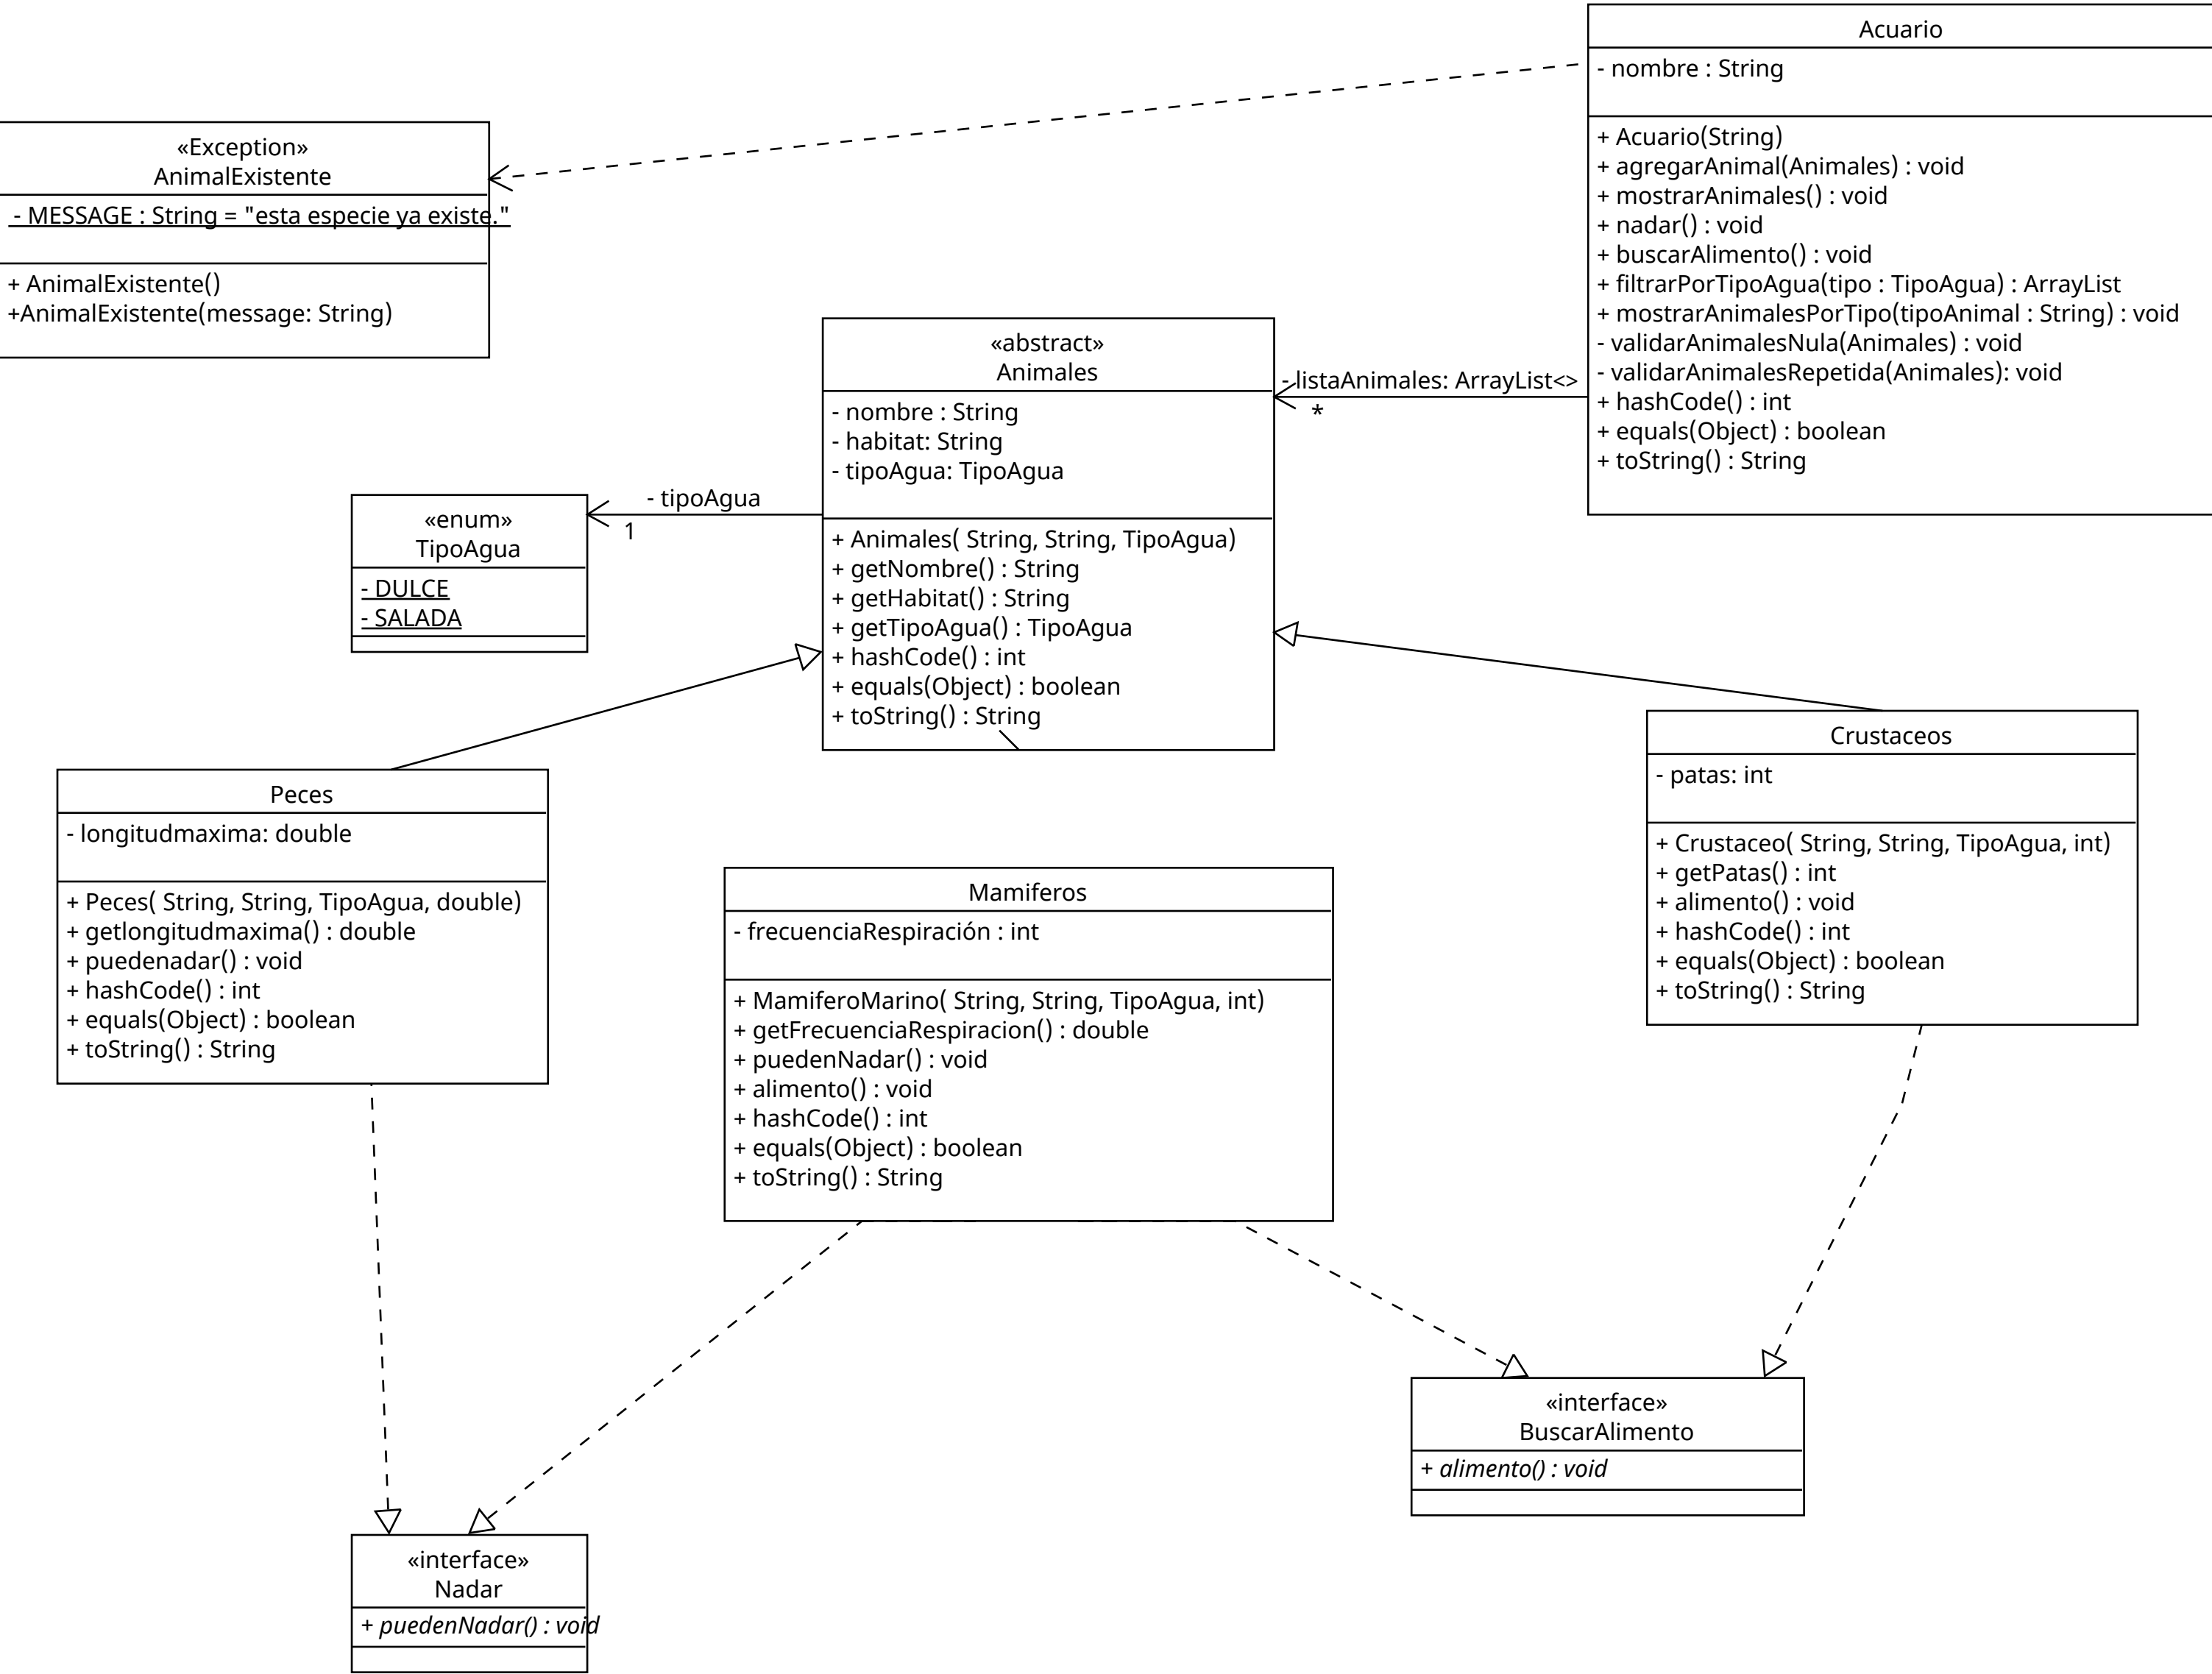 Acuario
- nombre : String
+ Acuario(String)
+ agregarAnimal(Animales) : void
+ mostrarAnimales() : void
+ nadar() : void
+ buscarAlimento() : void
+ filtrarPorTipoAgua(tipo : TipoAgua) : ArrayList
+ mostrarAnimalesPorTipo(tipoAnimal : String) : void
- validarAnimalesNula(Animales) : void
- validarAnimalesRepetida(Animales): void
+ hashCode() : int
+ equals(Object) : boolean
+ toString() : String
«Exception»
AnimalExistente
- MESSAGE : String = "esta especie ya existe."
+ AnimalExistente()
+AnimalExistente(message: String)
«abstract»
Animales
- nombre : String
- habitat: String
- tipoAgua: TipoAgua
+ Animales( String, String, TipoAgua)
+ getNombre() : String
+ getHabitat() : String
+ getTipoAgua() : TipoAgua
+ hashCode() : int
+ equals(Object) : boolean
+ toString() : String
- listaAnimales: ArrayList<>
*
- tipoAgua
1
«enum»
TipoAgua
- DULCE
- SALADA
Peces
- longitudmaxima: double
+ Peces( String, String, TipoAgua, double)
+ getlongitudmaxima() : double
+ puedenadar() : void
+ hashCode() : int
+ equals(Object) : boolean
+ toString() : String
Mamiferos
- frecuenciaRespiración : int
+ MamiferoMarino( String, String, TipoAgua, int)
+ getFrecuenciaRespiracion() : double
+ puedenNadar() : void
+ alimento() : void
+ hashCode() : int
+ equals(Object) : boolean
+ toString() : String
Crustaceos
- patas: int
+ Crustaceo( String, String, TipoAgua, int)
+ getPatas() : int
+ alimento() : void
+ hashCode() : int
+ equals(Object) : boolean
+ toString() : String
«interface»
BuscarAlimento
+ alimento() : void
«interface»
Nadar
+ puedenNadar() : void